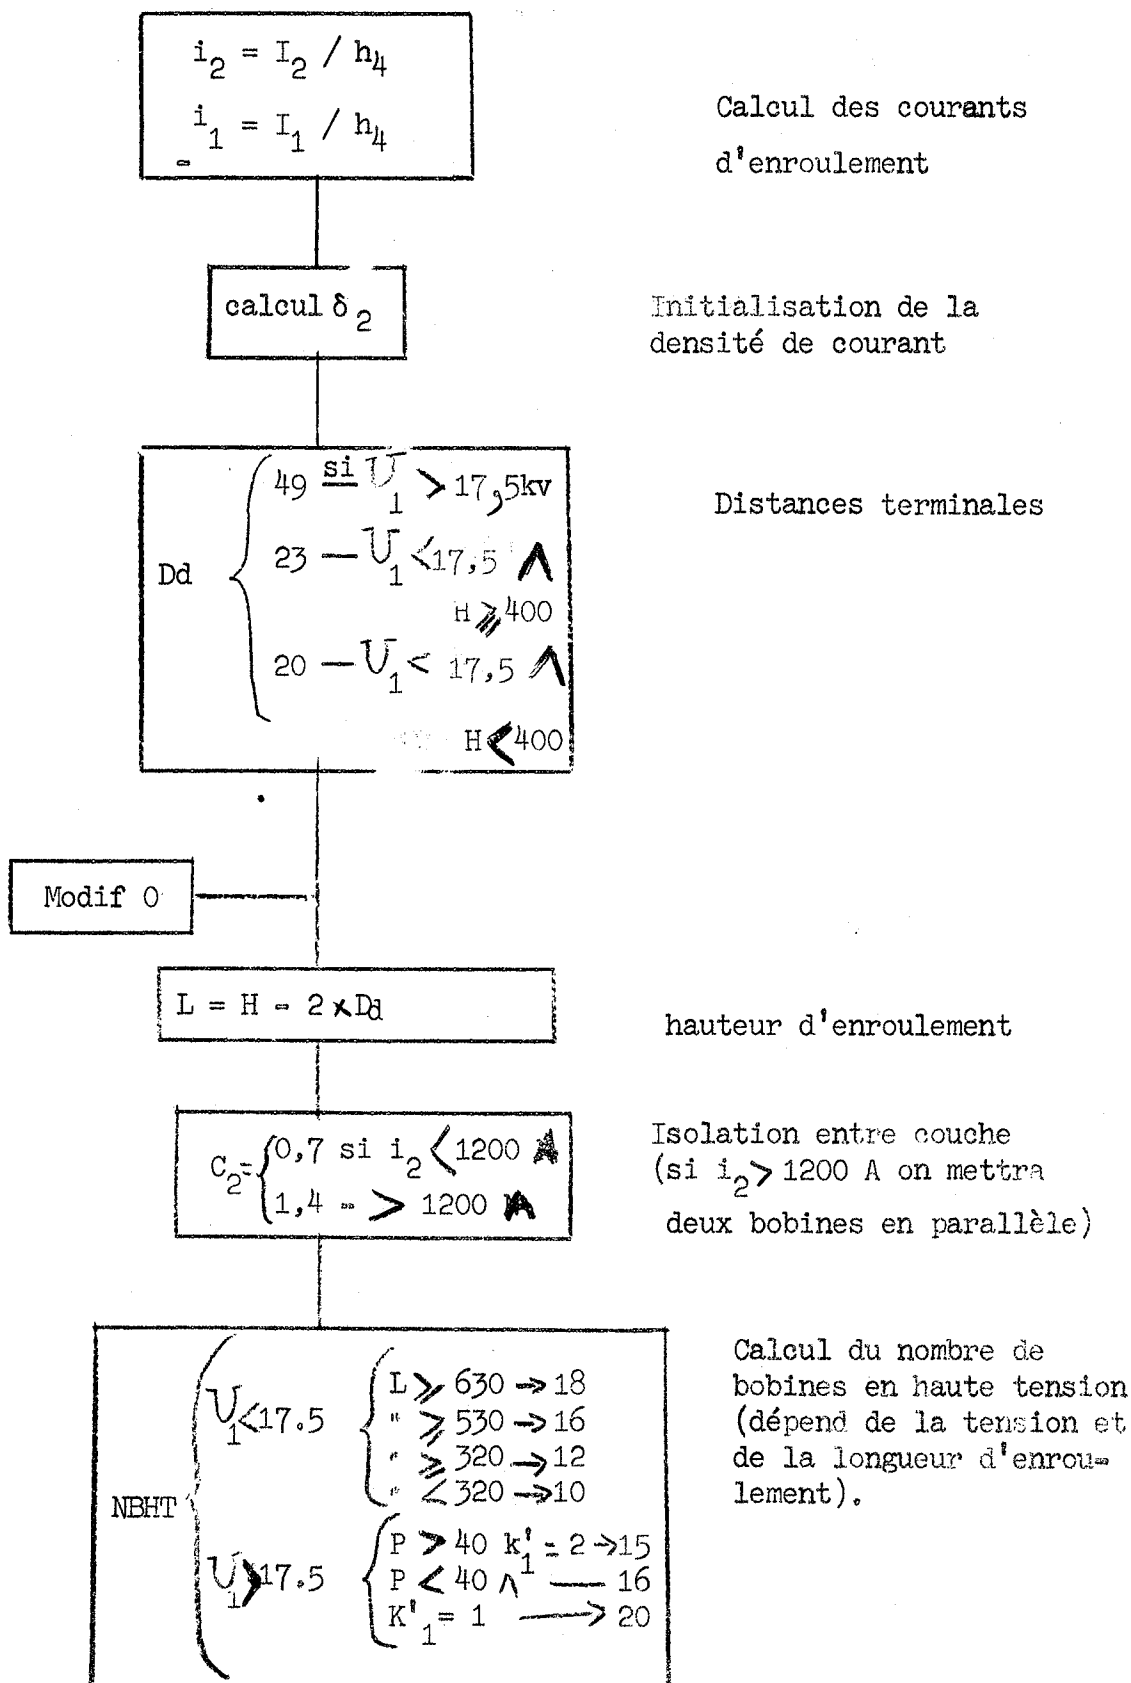 i₂ = I₂ / h₄
i₁ = I₁ / h₄
Calcul des courants
d'enroulement
calcul δ₂
Initialisation de la
densité de courant
Dd
49 si U₁ > 17,5kv
23 — U₁ < 17,5 ∧
H ⩾ 400
20 — U₁ < 17,5 ∧
H < 400
Distances terminales
Modif O
L = H - 2 × Dd
hauteur d'enroulement
C₂ =
0,7 si i₂ < 1200 A
1,4 - > 1200 A
Isolation entre couche
(si i₂ > 1200 A on mettra
deux bobines en parallèle)
NBHT
U₁ < 17.5
L ⩾ 630 → 18
" ⩾ 530 → 16
" ⩾ 320 → 12
" < 320 → 10
U₁ > 17.5
P > 40 k'₁ = 2 → 15
P < 40 ∧ — 16
K'₁ = 1 → 20
Calcul du nombre de
bobines en haute tension
(dépend de la tension et
de la longueur d'enrou-
lement).